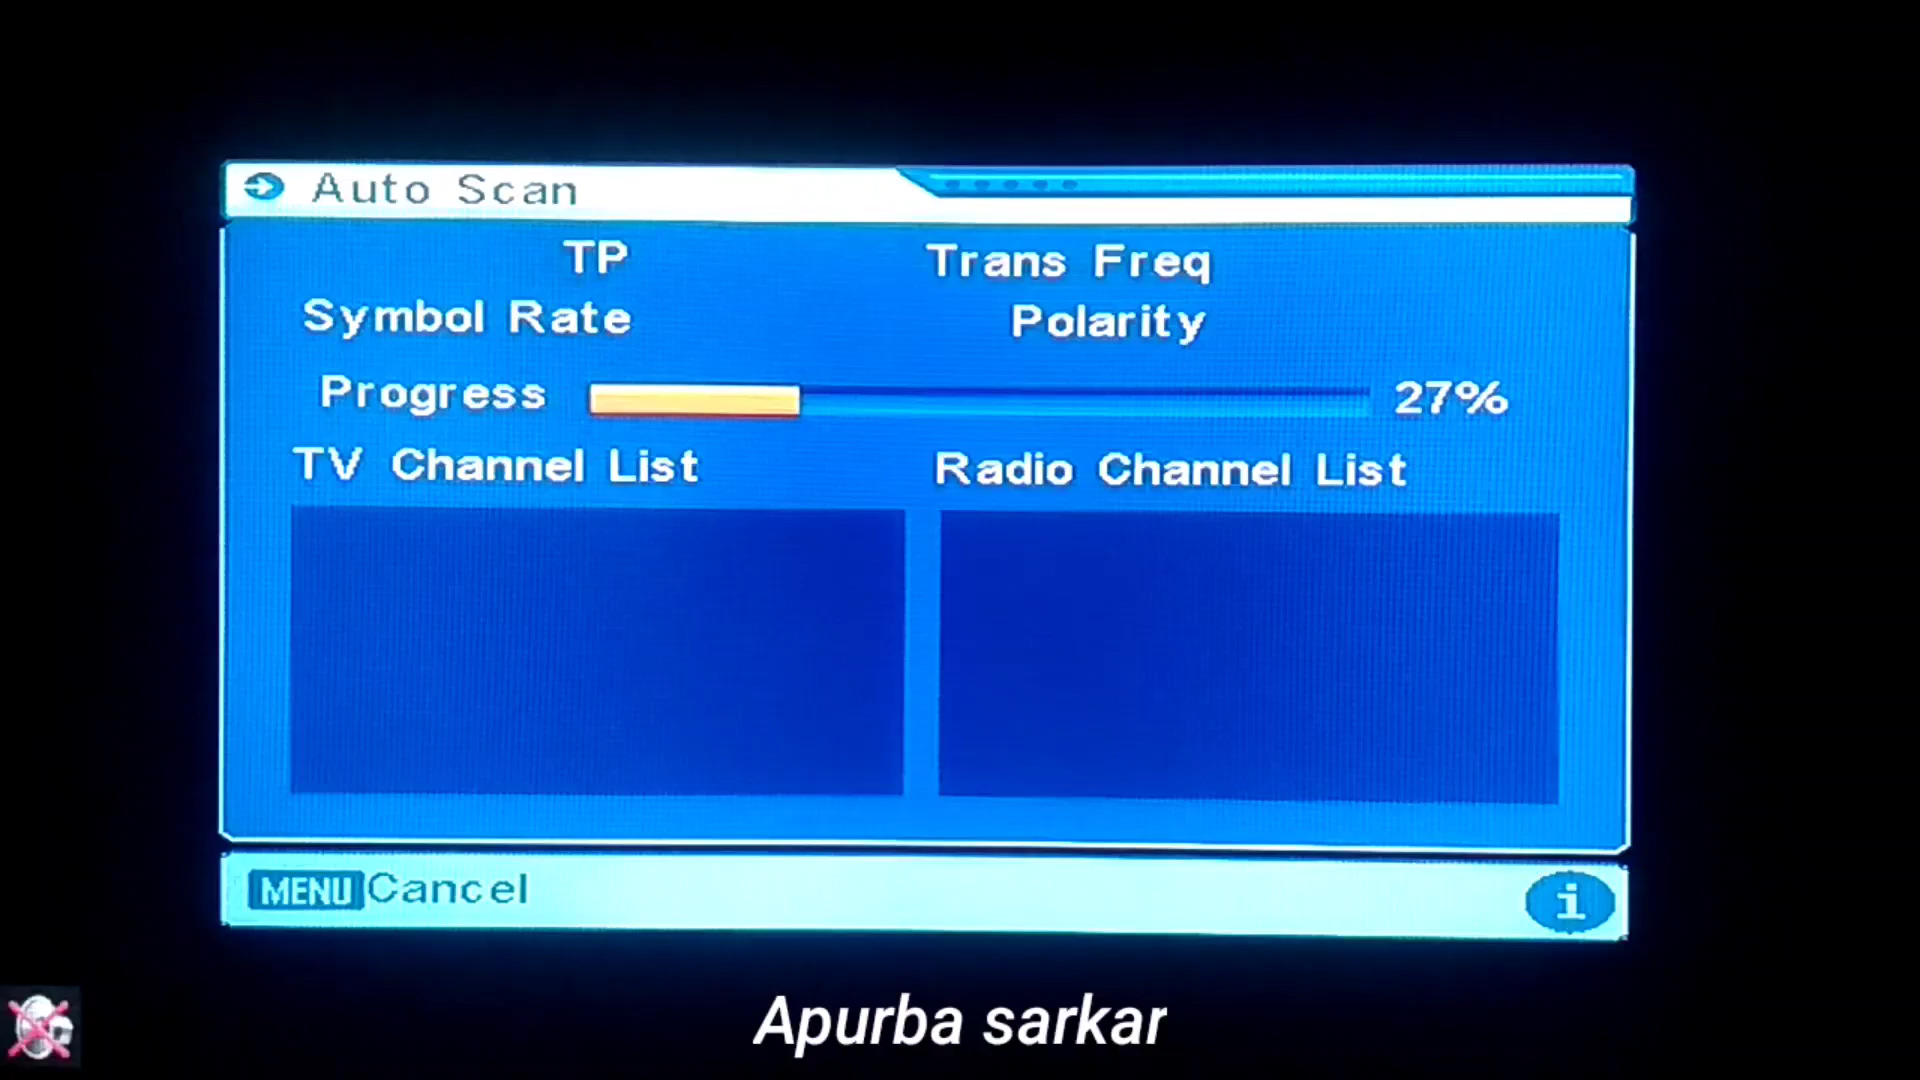 Auto Scan
TP
Trans Freq
Symbol Rate
Polarity
Progress
27%
TV Channel List
Radio Channel List
MENU Cancel
i
Apurba sarkar